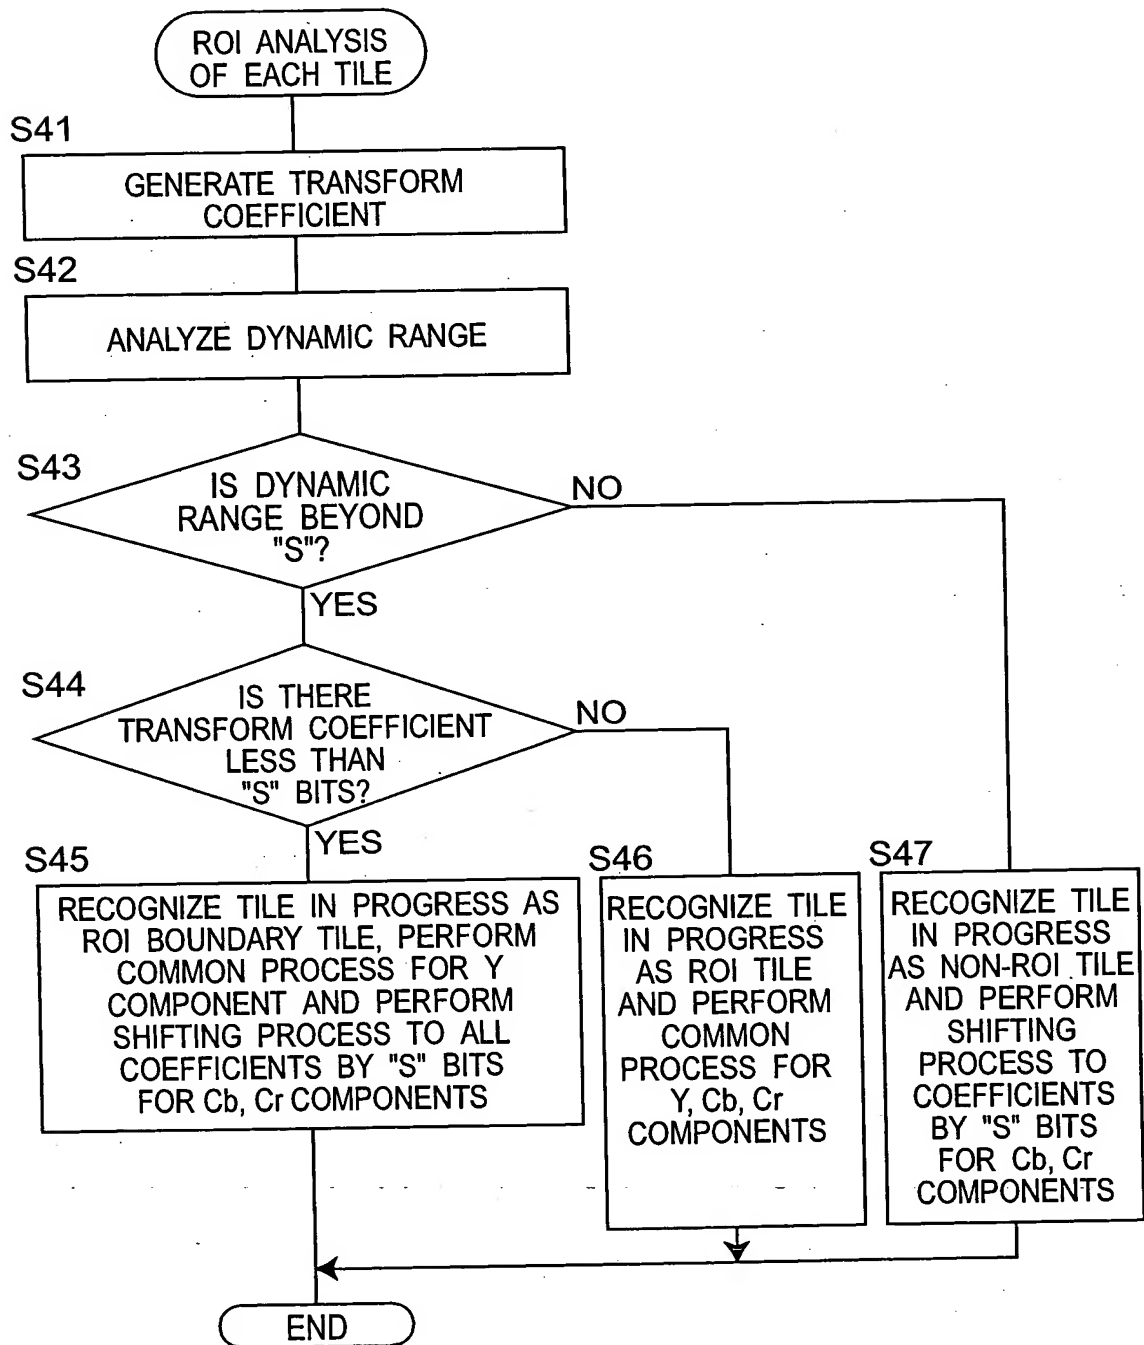 ROI ANALYSIS
OF EACH TILE
S41
GENERATE TRANSFORM
COEFFICIENT
S42
ANALYZE DYNAMIC RANGE
S43
IS DYNAMIC
RANGE BEYOND
"S"?
NO
YES
S44
IS THERE
TRANSFORM COEFFICIENT
LESS THAN
"S" BITS?
NO
YES
S45
RECOGNIZE TILE IN PROGRESS AS
ROI BOUNDARY TILE, PERFORM
COMMON PROCESS FOR Y
COMPONENT AND PERFORM
SHIFTING PROCESS TO ALL
COEFFICIENTS BY "S" BITS
FOR Cb, Cr COMPONENTS
S46
RECOGNIZE TILE
IN PROGRESS
AS ROI TILE
AND PERFORM
COMMON
PROCESS FOR
Y, Cb, Cr
COMPONENTS
S47
RECOGNIZE TILE
IN PROGRESS
AS NON-ROI TILE
AND PERFORM
SHIFTING
PROCESS TO
COEFFICIENTS
BY "S" BITS
FOR Cb, Cr
COMPONENTS
END